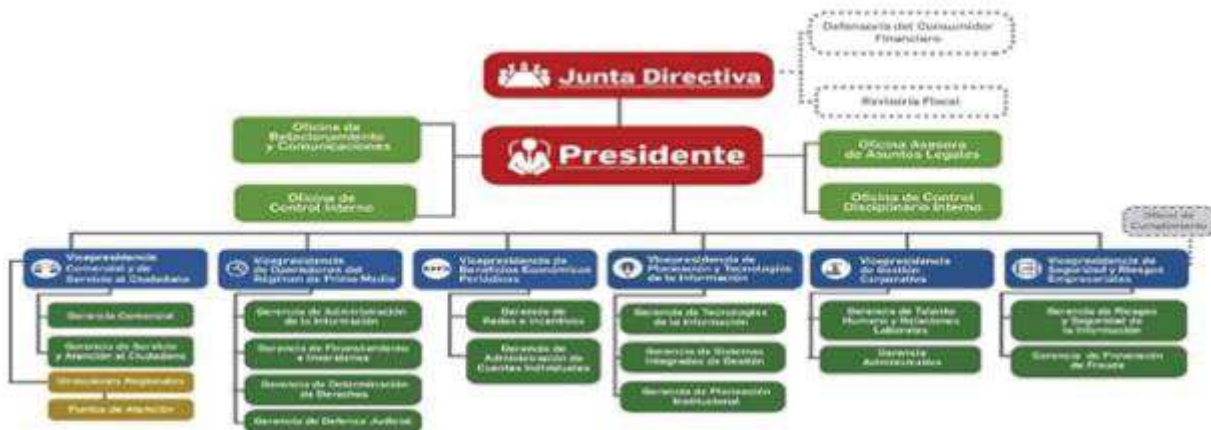 Defensoría del Consumidor
Financiero
Junta Directiva
Revisoría Fiscal
Oficina de
Relacionamiento
y Comunicaciones
Presidente
Oficina Asesora
de Asuntos Legales
Oficina de
Control Interno
Oficina de Control
Disciplinario Interno
Oficial de
Cumplimiento
Vicepresidencia
Comercial y de
Servicio al Ciudadano
Gerencia Comercial
Gerencia de Servicio
y Atención al Ciudadano
Direcciones Regionales
Puntos de Atención
Vicepresidencia
de Operaciones del
Régimen de Prima Media
Gerencia de Administración
de la Información
Gerencia de Financiamiento
e Inversiones
Gerencia de Determinación
de Derechos
Gerencia de Defensa Judicial
Vicepresidencia de
Beneficios Económicos
Periódicos
Gerencia de
Redes e Incentivos
Gerencia de
Administración de
Cuentas Individuales
Vicepresidencia de
Planeación y Tecnologías
de la Información
Gerencia de Tecnologías
de la Información
Gerencia de Sistemas
Integrados de Gestión
Gerencia de Planeación
Institucional
Vicepresidencia
de Gestión
Corporativa
Gerencia de Talento
Humano y Relaciones
Laborales
Gerencia
Administrativa
Vicepresidencia de
Seguridad y Riesgos
Empresariales
Gerencia de Riesgos
y Seguridad de
la Información
Gerencia de Prevención
de Fraude